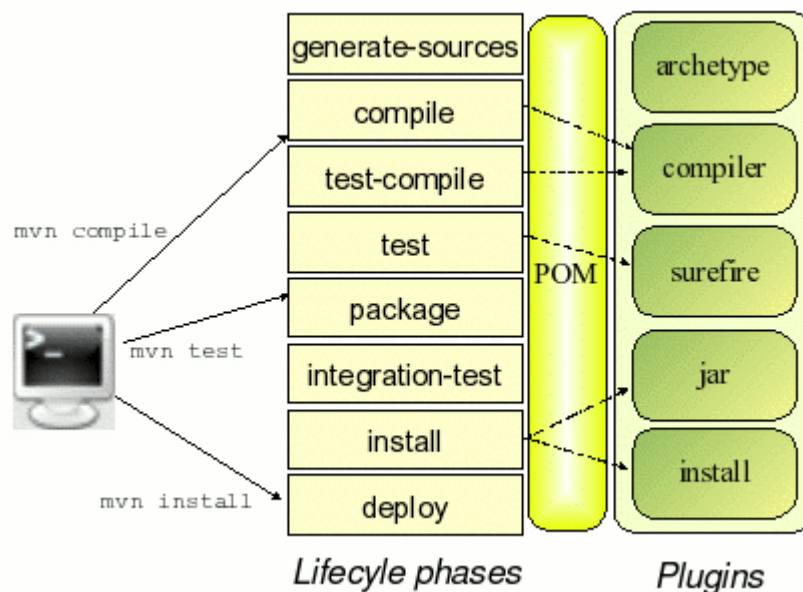 generate-sources
compile
test-compile
test
package
integration-test
install
deploy
mvn compile
mvn test
mvn install
>_
POM
archetype
compiler
surefire
jar
install
Lifecyle phases
Plugins